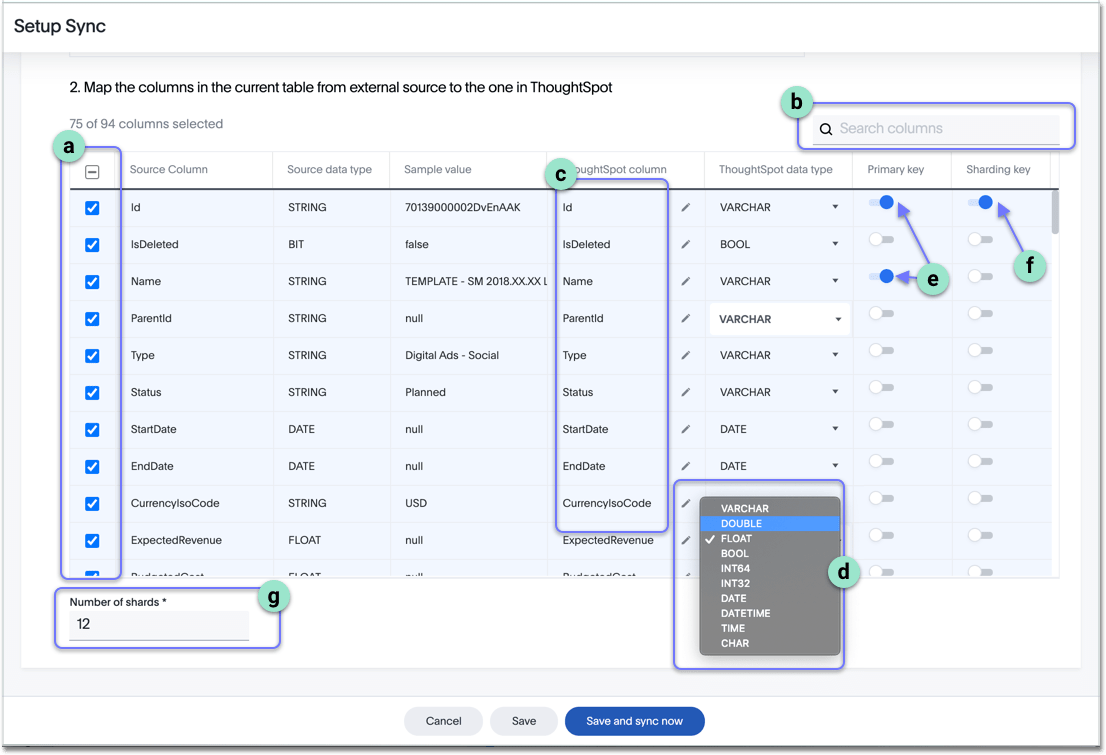 Setup Sync
2. Map the columns in the current table from external source to the one in ThoughtSpot
b
Search columns
75 of 94 columns selected
a
c
Source Column Source data type Sample value oughtSpot column ThoughtSpot data type Primary key Sharding key
Id STRING 70139000002DvEnAAK Id VARCHAR
IsDeleted BIT false IsDeleted BOOL
e
f
Name STRING TEMPLATE - SM 2018.XX.XX L Name VARCHAR
ParentId STRING null ParentId VARCHAR
Type STRING Digital Ads - Social Type VARCHAR
Status STRING Planned Status VARCHAR
StartDate DATE null StartDate DATE
EndDate DATE null EndDate DATE
CurrencyIsoCode STRING USD CurrencyIsoCode
ExpectedRevenue FLOAT null ExpectedRevenue
BudgetedCost FLOAT null BudgetedCost
VARCHAR
DOUBLE
FLOAT
BOOL
INT64
INT32
DATE
DATETIME
TIME
CHAR
d
Number of shards *
12
g
Cancel Save Save and sync now